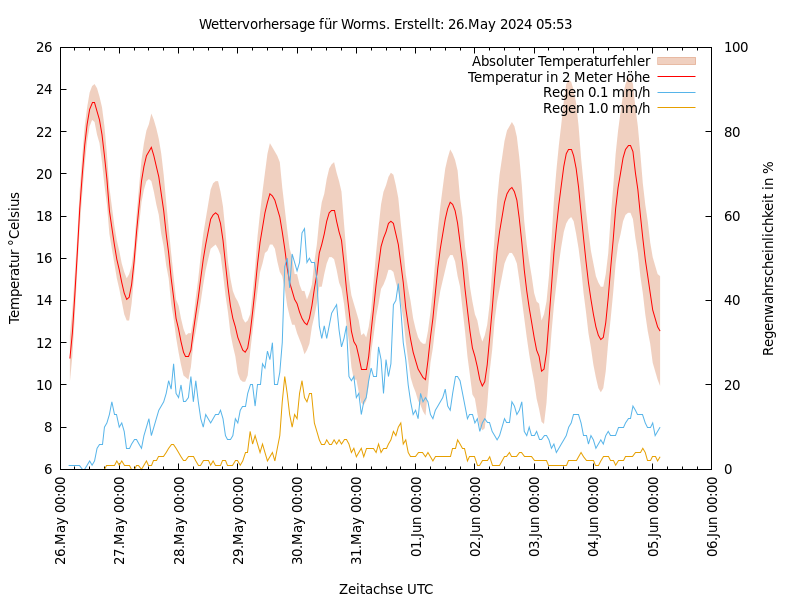 Wettervorhersage für Worms. Erstellt: 26.May 2024 05:53
Absoluter Temperaturfehler
Temperatur in 2 Meter Höhe
Regen 0.1 mm/h
Regen 1.0 mm/h
Temperatur °Celsius
26
24
22
20
18
16
14
12
10
8
6
Regenwahrscheinlichkeit in %
100
80
60
40
20
0
26.May 00:00
27.May 00:00
28.May 00:00
29.May 00:00
30.May 00:00
31.May 00:00
01.Jun 00:00
02.Jun 00:00
03.Jun 00:00
04.Jun 00:00
05.Jun 00:00
06.Jun 00:00
Zeitachse UTC